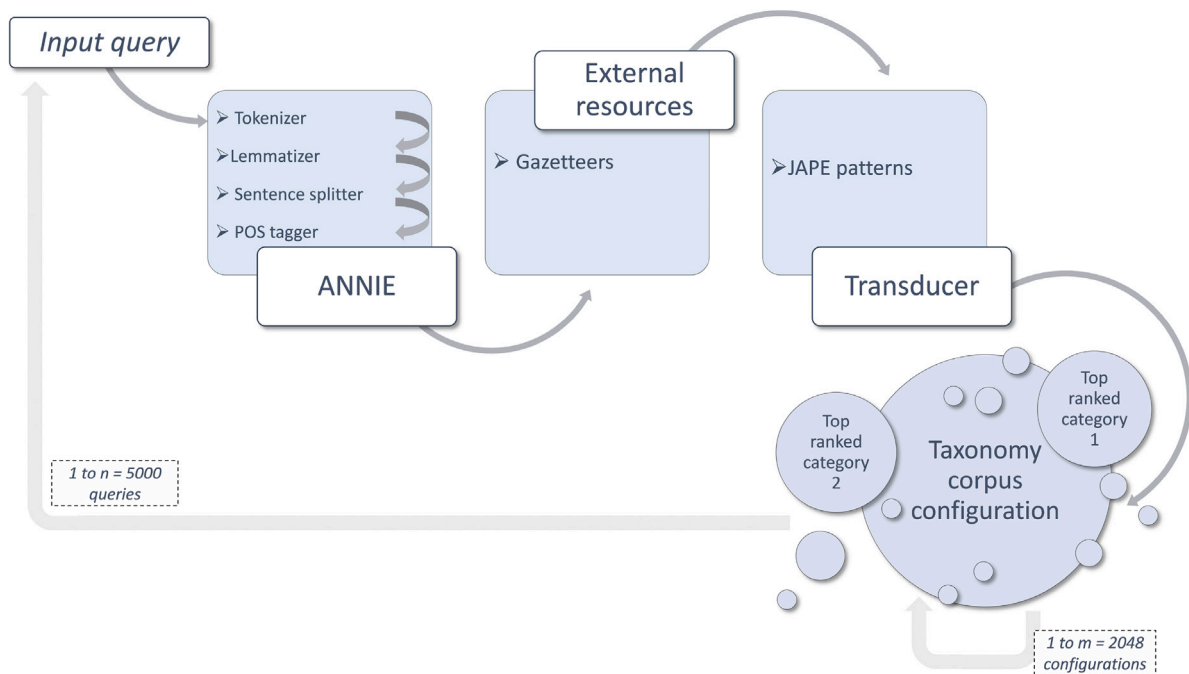 Input query
➢ Tokenizer
➢Lemmatizer
➢ Sentence splitter
➢ POS tagger
ANNIE
External
resources
➢ Gazetteers
➢JAPE patterns
Transducer
Top
ranked
category
1
Top
ranked
category
2
Taxonomy
corpus
configuration
1 to n = 5000
queries
1 to m = 2048
configurations